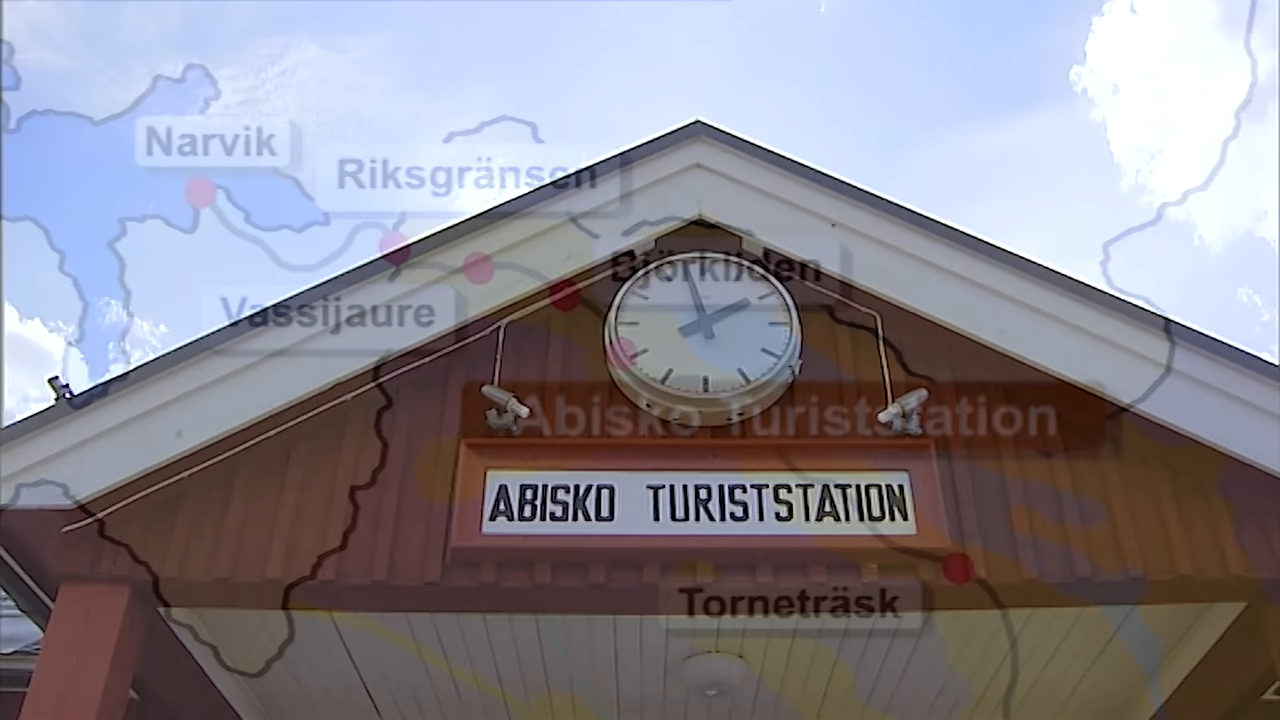 Narvik
Riksgränsen
Björkliden
Vassijaure
Abisko Turiststation
ABISKO TURISTSTATION
Torneträsk